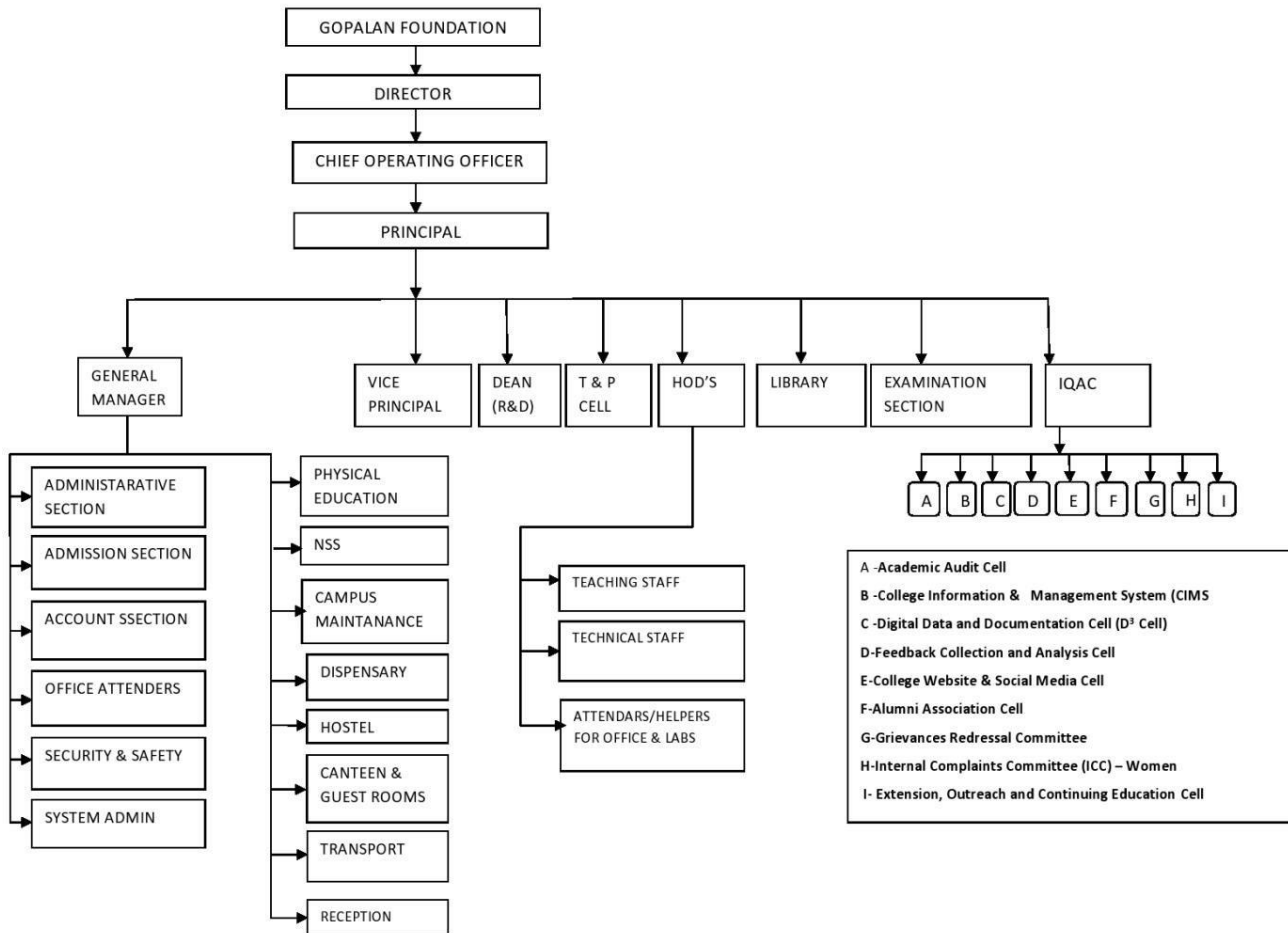 GOPALAN FOUNDATION
DIRECTOR
CHIEF OPERATING OFFICER
PRINCIPAL
GENERAL
MANAGER
VICE
PRINCIPAL
DEAN
(R&D)
T & P
CELL
HOD'S
LIBRARY
EXAMINATION
SECTION
IQAC
ADMINISTARATIVE
SECTION
ADMISSION SECTION
ACCOUNT SSECTION
OFFICE ATTENDERS
SECURITY & SAFETY
SYSTEM ADMIN
PHYSICAL
EDUCATION
NSS
CAMPUS
MAINTANANCE
DISPENSARY
HOSTEL
CANTEEN &
GUEST ROOMS
TRANSPORT
RECEPTION
TEACHING STAFF
TECHNICAL STAFF
ATTENDARS/HELPERS
FOR OFFICE & LABS
A B C D E F G H I
A -Academic Audit Cell
B -College Information & Management System (CIMS
C -Digital Data and Documentation Cell (D³ Cell)
D-Feedback Collection and Analysis Cell
E-College Website & Social Media Cell
F-Alumni Association Cell
G-Grievances Redressal Committee
H-Internal Complaints Committee (ICC) – Women
I- Extension, Outreach and Continuing Education Cell